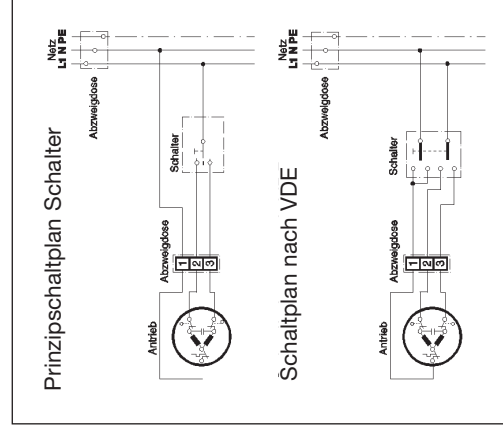 Prinzipschaltplan Schalter
Netz
L1 N PE
Abzweigdose
Schalter
Abzweigdose
1
2
3
Antrieb
Schaltplan nach VDE
Netz
L1 N PE
Abzweigdose
Schalter
Abzweigdose
1
2
3
Antrieb